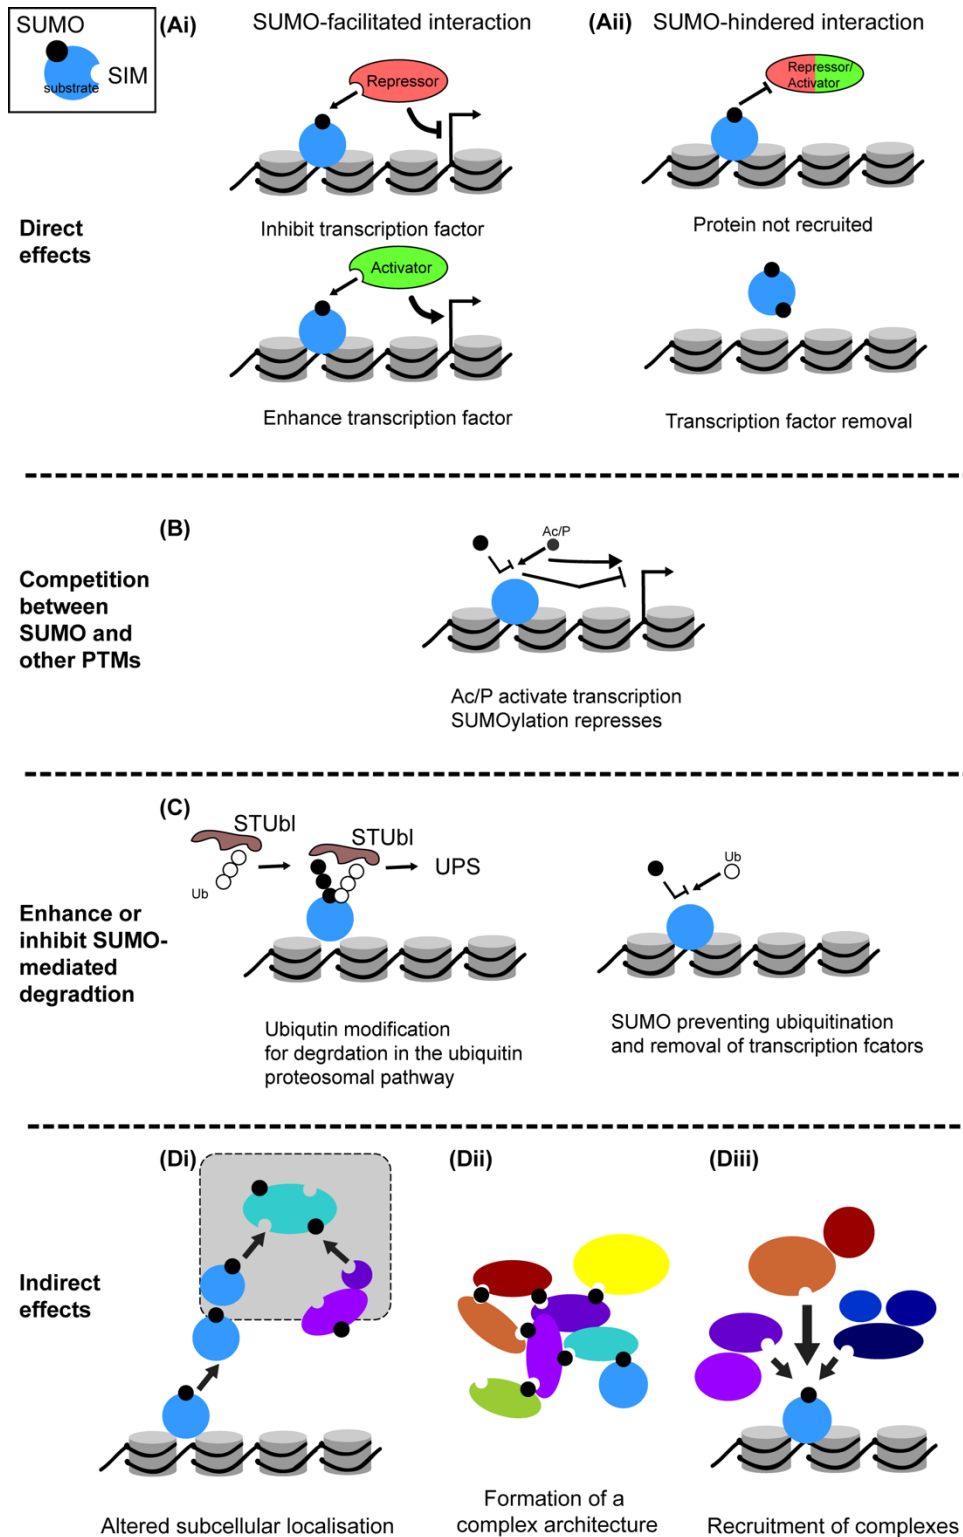 SUMO
substrate
SIM
(Ai)
SUMO-facilitated interaction
(Aii)
SUMO-hindered interaction
Repressor
Repressor/
Activator
Direct
effects
Inhibit transcription factor
Protein not recruited
Activator
Enhance transcription factor
Transcription factor removal
(B)
Ac/P
Competition
between
SUMO and
other PTMs
Ac/P activate transcription
SUMOylation represses
(C)
STUbl
Ub
STUbl
UPS
Ub
Enhance or
inhibit SUMO-
mediated
degradtion
Ubiqutin modification
for degrdation in the ubiquitin
proteosomal pathway
SUMO preventing ubiquitination
and removal of transcription fcators
(Di)
(Dii)
(Diii)
Indirect
effects
Altered subcellular localisation
Formation of a
complex architecture
Recruitment of complexes